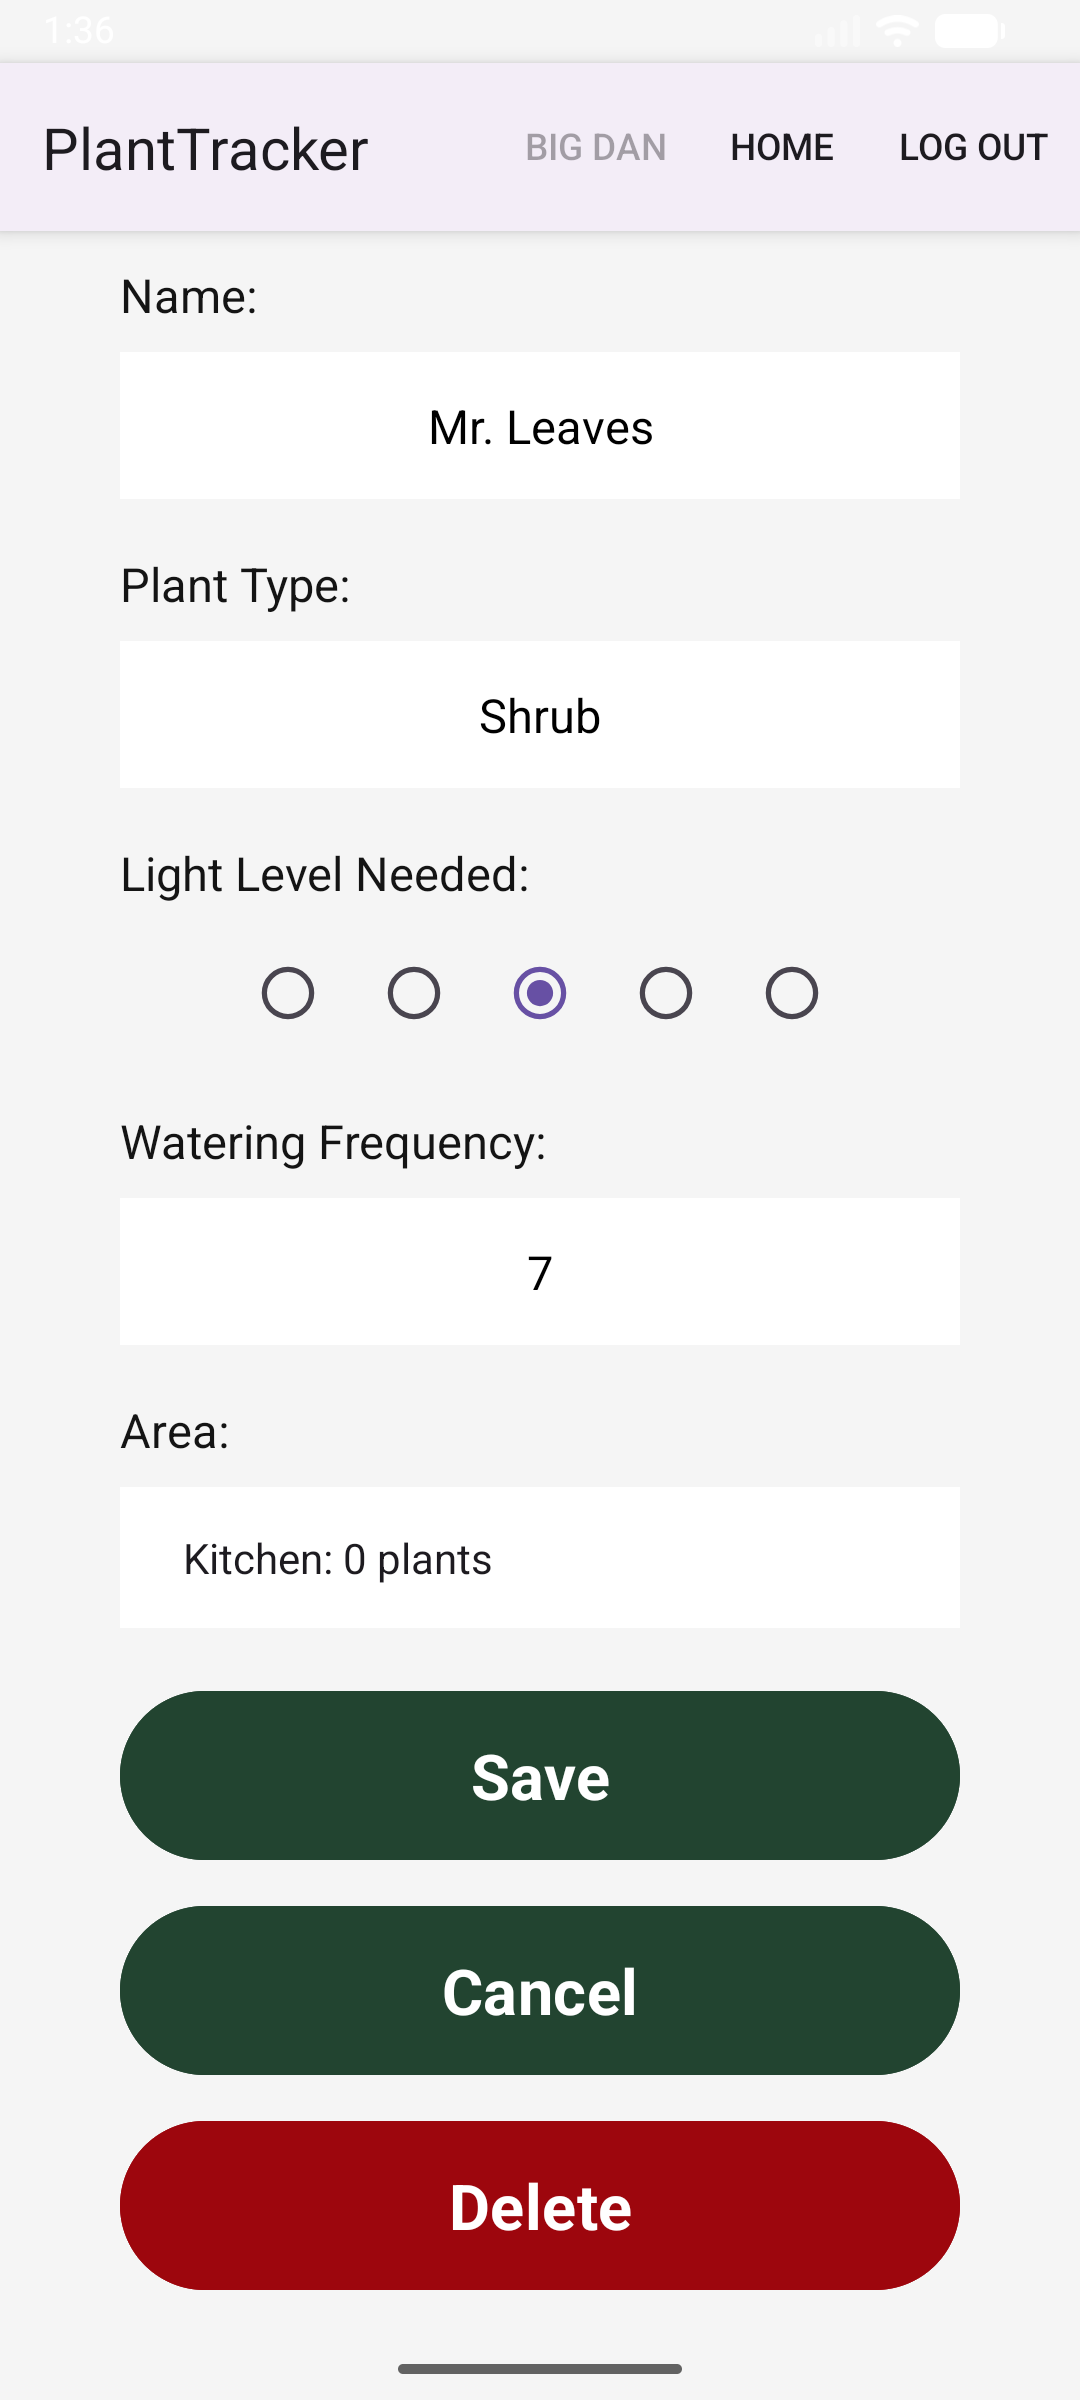 1:36
PlantTracker BIG DAN HOME LOG OUT
Name:
Mr. Leaves
Plant Type:
Shrub
Light Level Needed:
Watering Frequency:
7
Area:
Kitchen: 0 plants
Save
Cancel
Delete